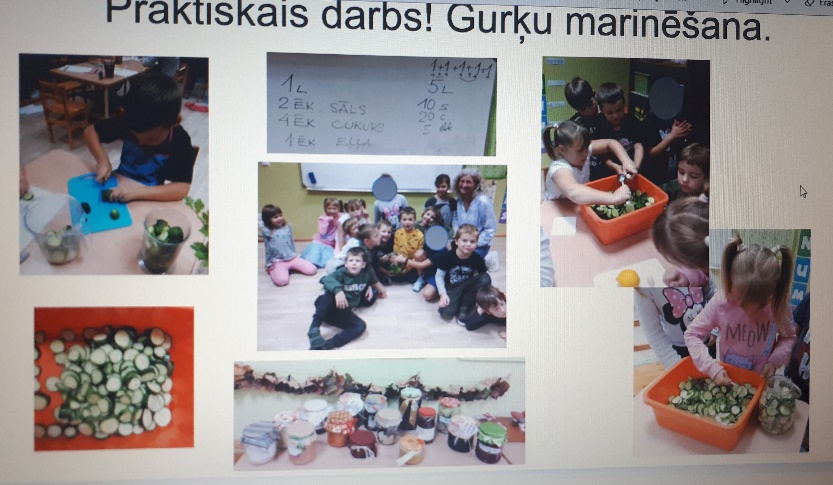 Praktiskais darbs! Gurķu marinēšana.
1+1+1+1+1
1L 5L
2 ĒK SĀLS 10 s
4 ĒK CUKURS 20 c
1 ĒK EĻĻA 5
MEOW